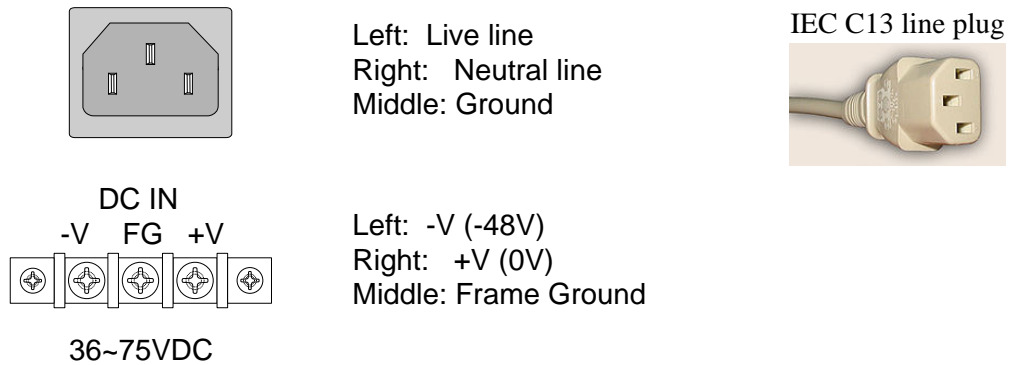 Left: Live line
Right: Neutral line
Middle: Ground
IEC C13 line plug
DC IN
-V FG +V
36~75VDC
Left: -V (-48V)
Right: +V (0V)
Middle: Frame Ground